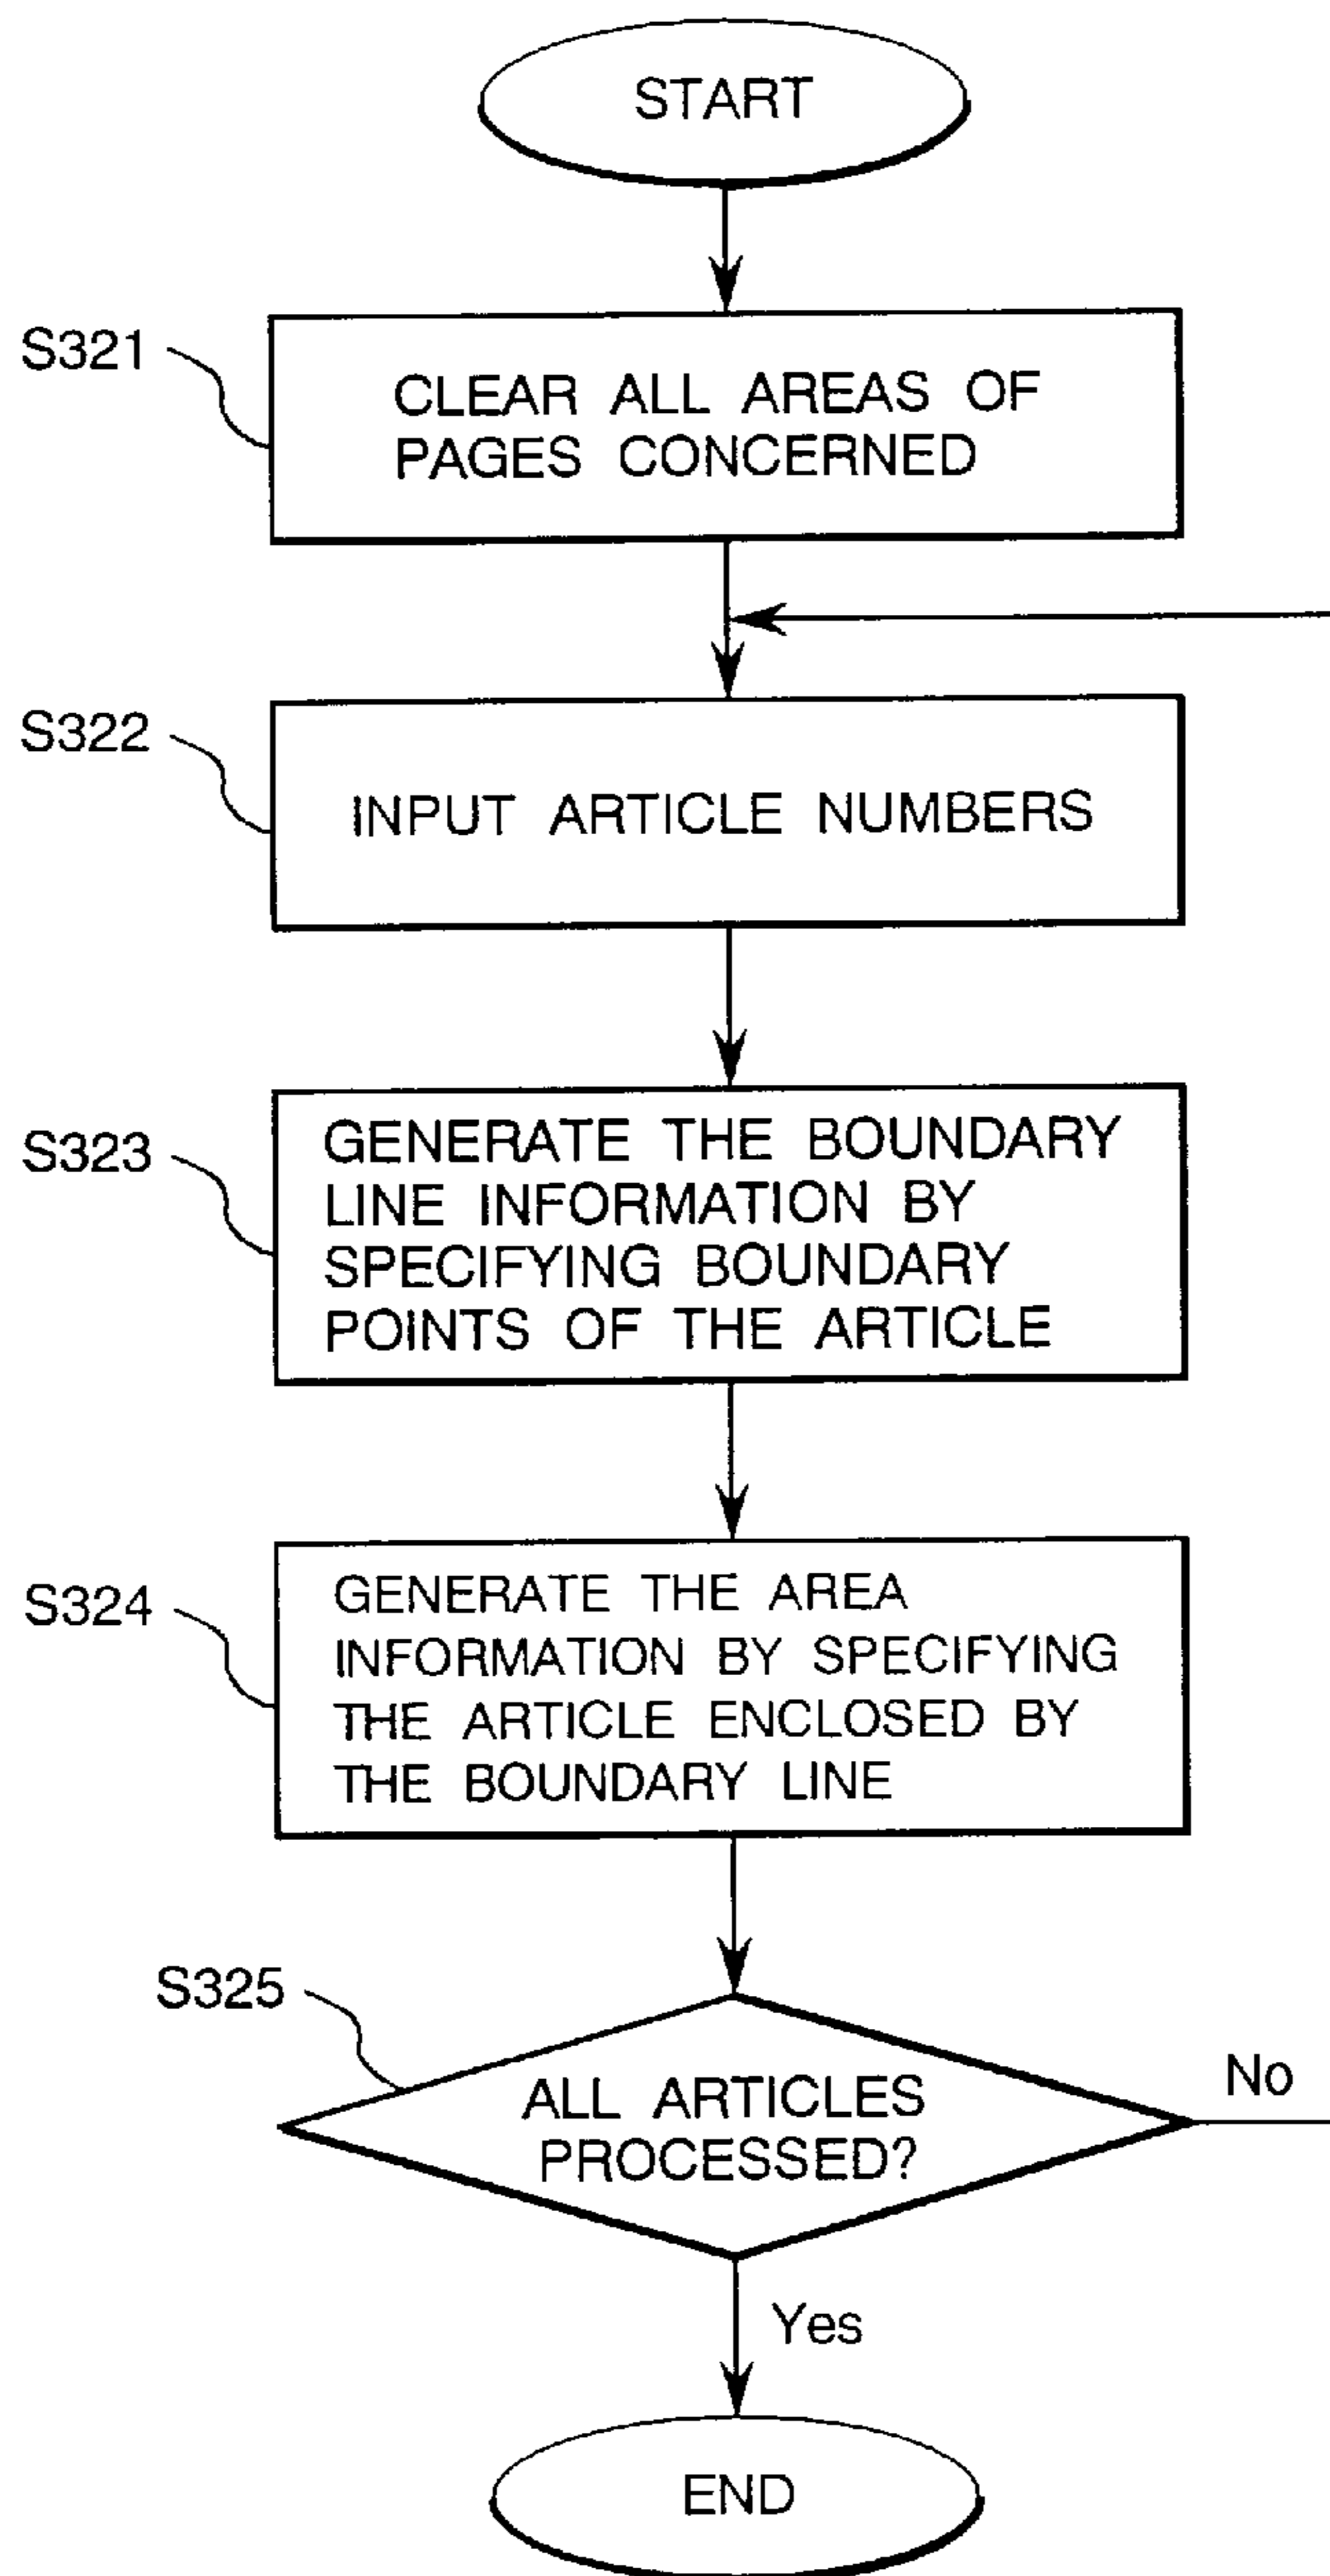 START
S321
CLEAR ALL AREAS OF
PAGES CONCERNED
S322
INPUT ARTICLE NUMBERS
S323
GENERATE THE BOUNDARY
LINE INFORMATION BY
SPECIFYING BOUNDARY
POINTS OF THE ARTICLE
S324
GENERATE THE AREA
INFORMATION BY SPECIFYING
THE ARTICLE ENCLOSED BY
THE BOUNDARY LINE
S325
ALL ARTICLES
PROCESSED?
No
Yes
END